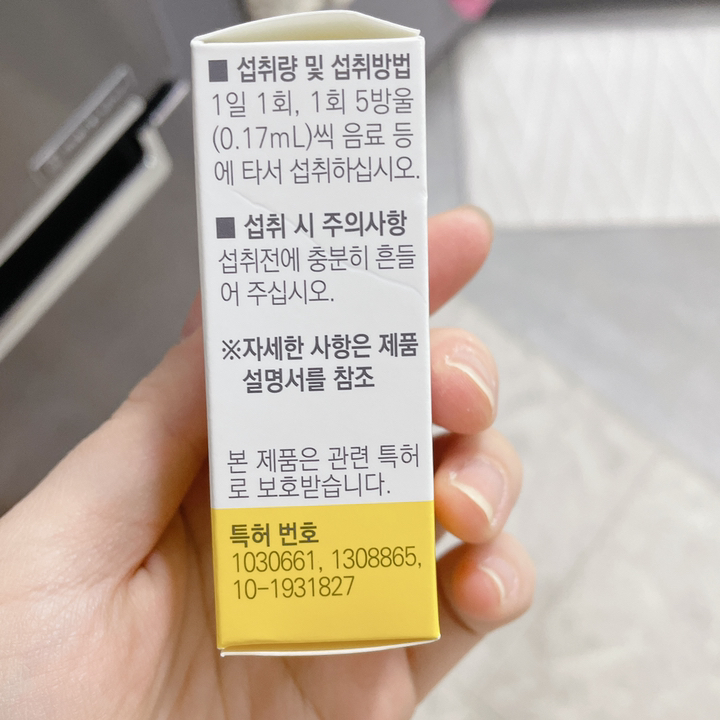 ■ 섭취량 및 섭취방법
1일 1회, 1회 5방울
(0.17mL)씩 음료 등
에 타서 섭취하십시오.
■ 섭취 시 주의사항
섭취전에 충분히 흔들
어 주십시오.
※자세한 사항은 제품
설명서를 참조
본 제품은 관련 특허
로 보호받습니다.
특허 번호
1030661, 1308865,
10-1931827